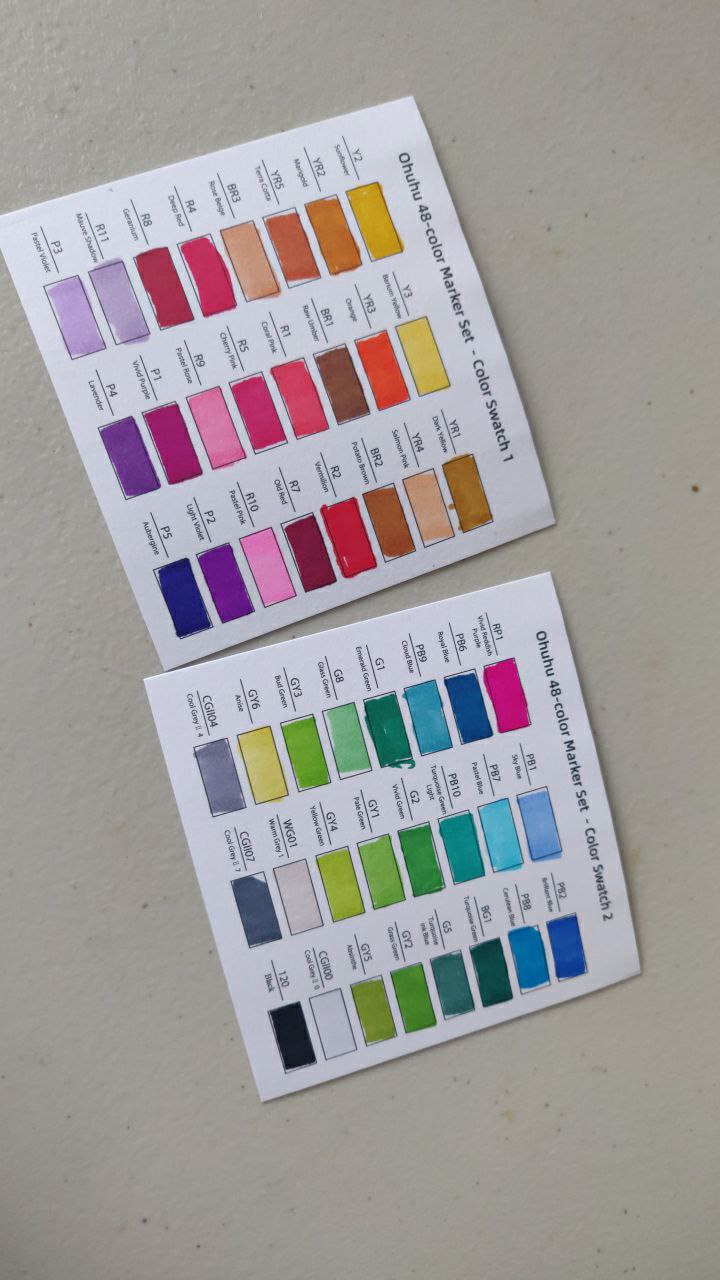 Ohuhu 48-color Marker Set - Color Swatch 1
Y2
Sunflower
Y3
Barium Yellow
YR1
Dark Yellow
YR2
Marigold
YR3
Orange
YR4
Salmon Pink
YR5
Terra Cotta
BR1
Raw Umber
BR2
Potato Brown
BR3
Rose Beige
R1
Coral Pink
R2
Vermilion
R4
Deep Red
R5
Cherry Pink
R7
Old Red
R8
Geranium
R9
Pastel Rose
R10
Pastel Pink
R11
Mauve Shadow
P1
Vivid Purple
P2
Light Violet
P3
Pastel Violet
P4
Lavender
P5
Aubergine
Ohuhu 48-color Marker Set - Color Swatch 2
RP1
Vivid Reddish
Purple
PB1
Sky Blue
PB2
Brilliant Blue
PB6
Royal Blue
PB7
Pastel Blue
PB8
Cerulean Blue
PB9
Cloud Blue
PB10
Turquoise Green
Light
BG1
Turquoise Green
G1
Emerald Green
G2
Vivid Green
G5
Turquoise
Ink Blue
G8
Glass Green
GY1
Pale Green
GY2
Grass Green
GY3
Bud Green
GY4
Yellow Green
GY5
Absinthe
GY6
Anise
WG01
Warm Grey 1
CGII00
Cool Grey ▯ 0
CGII04
Cool Grey ▯ 4
CGII07
Cool Grey ▯ 7
120
Black